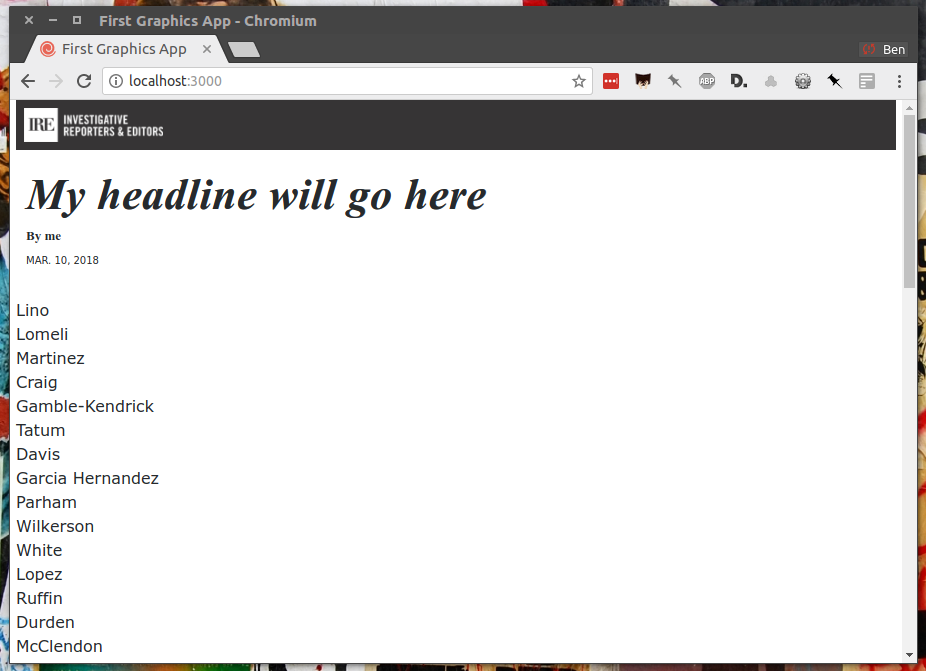 First Graphics App - Chromium
First Graphics App
Ben
localhost:3000
ABP
D.
IRE INVESTIGATIVE
REPORTERS & EDITORS
My headline will go here
By me
MAR. 10, 2018
Lino
Lomeli
Martinez
Craig
Gamble-Kendrick
Tatum
Davis
Garcia Hernandez
Parham
Wilkerson
White
Lopez
Ruffin
Durden
McClendon